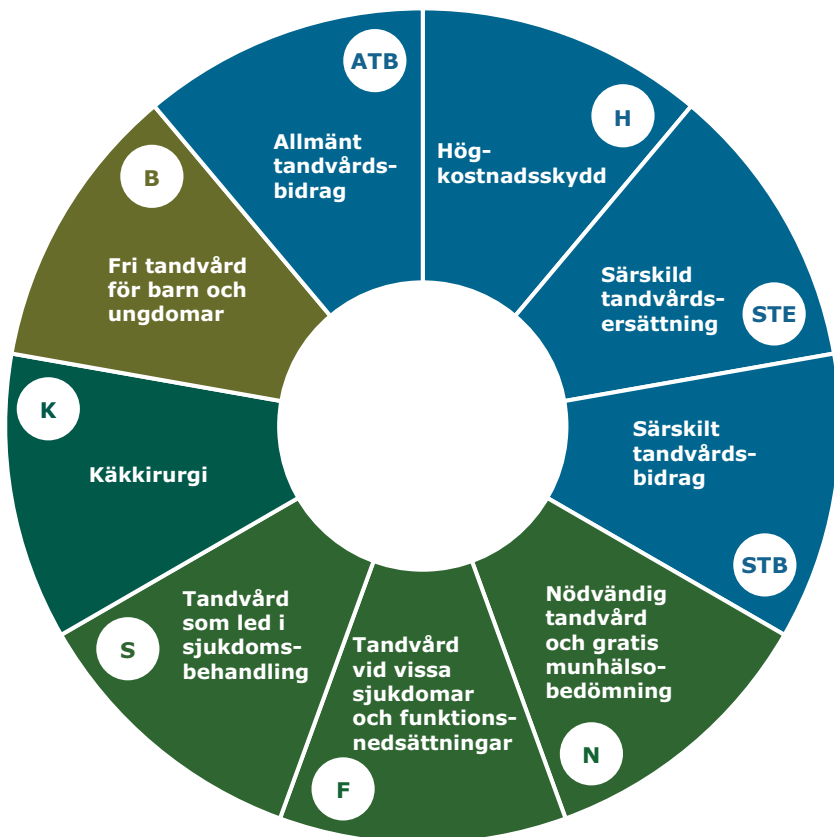 ATB
Allmänt
tandvårds-
bidrag
H
Hög-
kostnadsskydd
STE
Särskild
tandvårds-
ersättning
STB
Särskilt
tandvårds-
bidrag
N
Nödvändig
tandvård
och gratis
munhälso-
bedömning
F
Tandvård
vid vissa
sjukdomar
och funktions-
nedsättningar
S
Tandvård
som led i
sjukdoms-
behandling
K
Käkkirurgi
B
Fri tandvård
för barn och
ungdomar